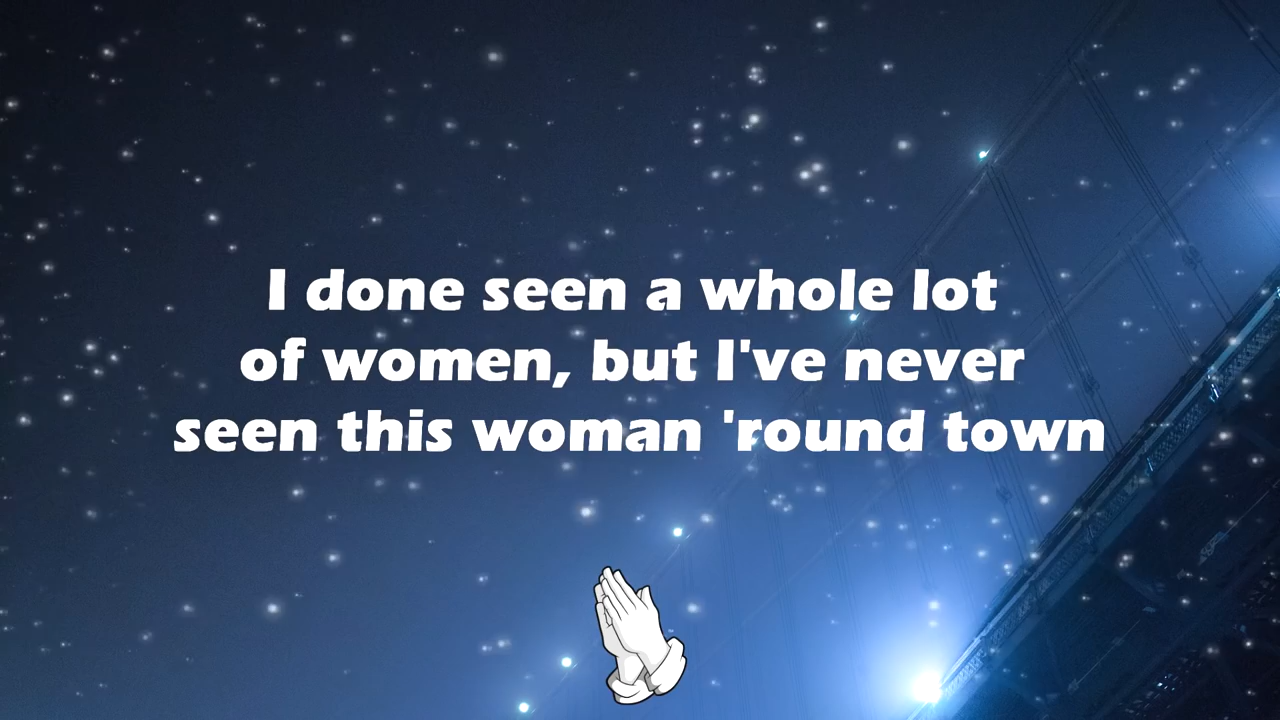 I done seen a whole lot
of women, but I've never
seen this woman 'round town